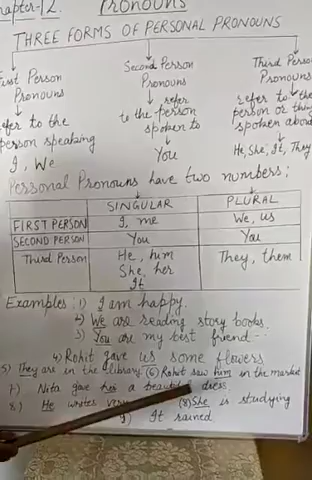 hapter-12. Pronouns
THREE FORMS OF PERSONAL PRONOUNS
First Person Second Person Third Person
Pronouns Pronouns Pronouns
refer to the refer to the person refer to the
person speaking spoken to person or thing
I, We You spoken about
He, She, It, They
Personal Pronouns have two numbers;
SINGULAR PLURAL
FIRST PERSON I, me We, us
SECOND PERSON You You
Third Person He, him They, them
She, her
It
Examples: 1) I am happy.
2) We are reading story books.
3) You are my best friend..
4) Rohit gave us some flowers
5) They are in the library. (6) Rohit saw him in the market
7) Nita gave her a beautiful dress.
8) He writes very (8) She is studying
9) It rained